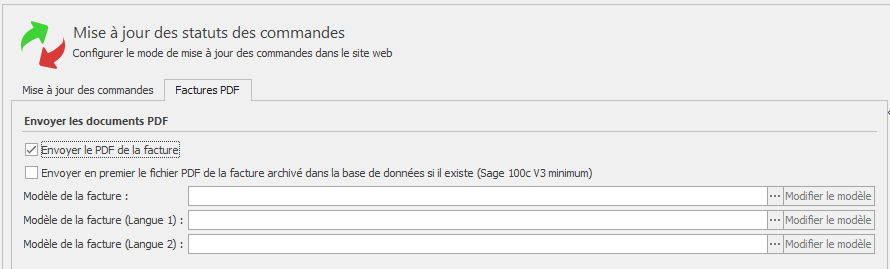 Mise à jour des statuts des commandes
Configurer le mode de mise à jour des commandes dans le site web
Mise à jour des commandes Factures PDF
Envoyer les documents PDF
Envoyer le PDF de la facture
Envoyer en premier le fichier PDF de la facture archivé dans la base de données si il existe (Sage 100c V3 minimum)
Modèle de la facture : ... Modifier le modèle
Modèle de la facture (Langue 1) : ... Modifier le modèle
Modèle de la facture (Langue 2) : ... Modifier le modèle